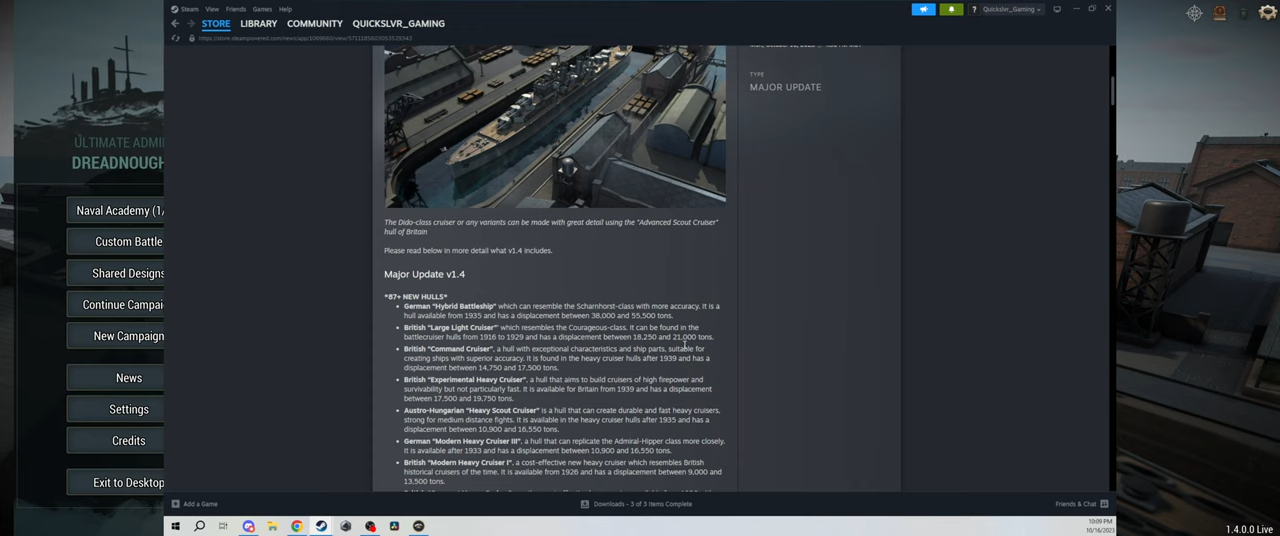 Steam View Friends Games Help
Quickslvr_Gaming
STORE LIBRARY COMMUNITY QUICKSLVR_GAMING
TYPE
MAJOR UPDATE
ULTIMATE ADMI
DREADNOUGH
Naval Academy (1/
Custom Battle
Shared Designs
Continue Campai
New Campaign
News
Settings
Credits
Exit to Desktop
The Dido-class cruiser or any variants can be made with great detail using the "Advanced Scout Cruiser"
hull of Britain
Please read below in more detail what v1.4 includes.
Major Update v1.4
*87+ NEW HULLS*
• German "Hybrid Battleship" which can resemble the Scharnhorst-class with more accuracy. It is a
hull available from 1935 and has a displacement between 38,000 and 55,500 tons.
• British "Large Light Cruiser" which resembles the Courageous-class. It can be found in the
battlecruiser hulls from 1916 to 1929 and has a displacement between 18,250 and 21,000 tons.
• British "Command Cruiser", a hull with exceptional characteristics and ship parts, suitable for
creating ships with superior accuracy. It is found in the heavy cruiser hulls after 1939 and has a
displacement between 14,750 and 17,500 tons.
• British "Experimental Heavy Cruiser", a hull that aims to build cruisers of high firepower and
survivability but not particularly fast. It is available for Britain from 1939 and has a displacement
between 17,500 and 19,750 tons.
• Austro-Hungarian "Heavy Scout Cruiser" is a hull that can create durable and fast heavy cruisers,
strong for medium distance fights. It is available in the heavy cruiser hulls after 1935 and has a
displacement between 10,900 and 16,550 tons.
• German "Modern Heavy Cruiser III", a hull that can replicate the Admiral-Hipper class more closely.
It is available after 1933 and has a displacement between 10,900 and 16,550 tons.
• British "Modern Heavy Cruiser I", a cost-effective new heavy cruiser which resembles British
historical cruisers of the time. It is available from 1926 and has a displacement between 9,000 and
13,500 tons.
Add a Game
Downloads - 3 of 3 Items Complete
Friends & Chat
10:09 PM
10/16/2023
1.4.0.0 Live